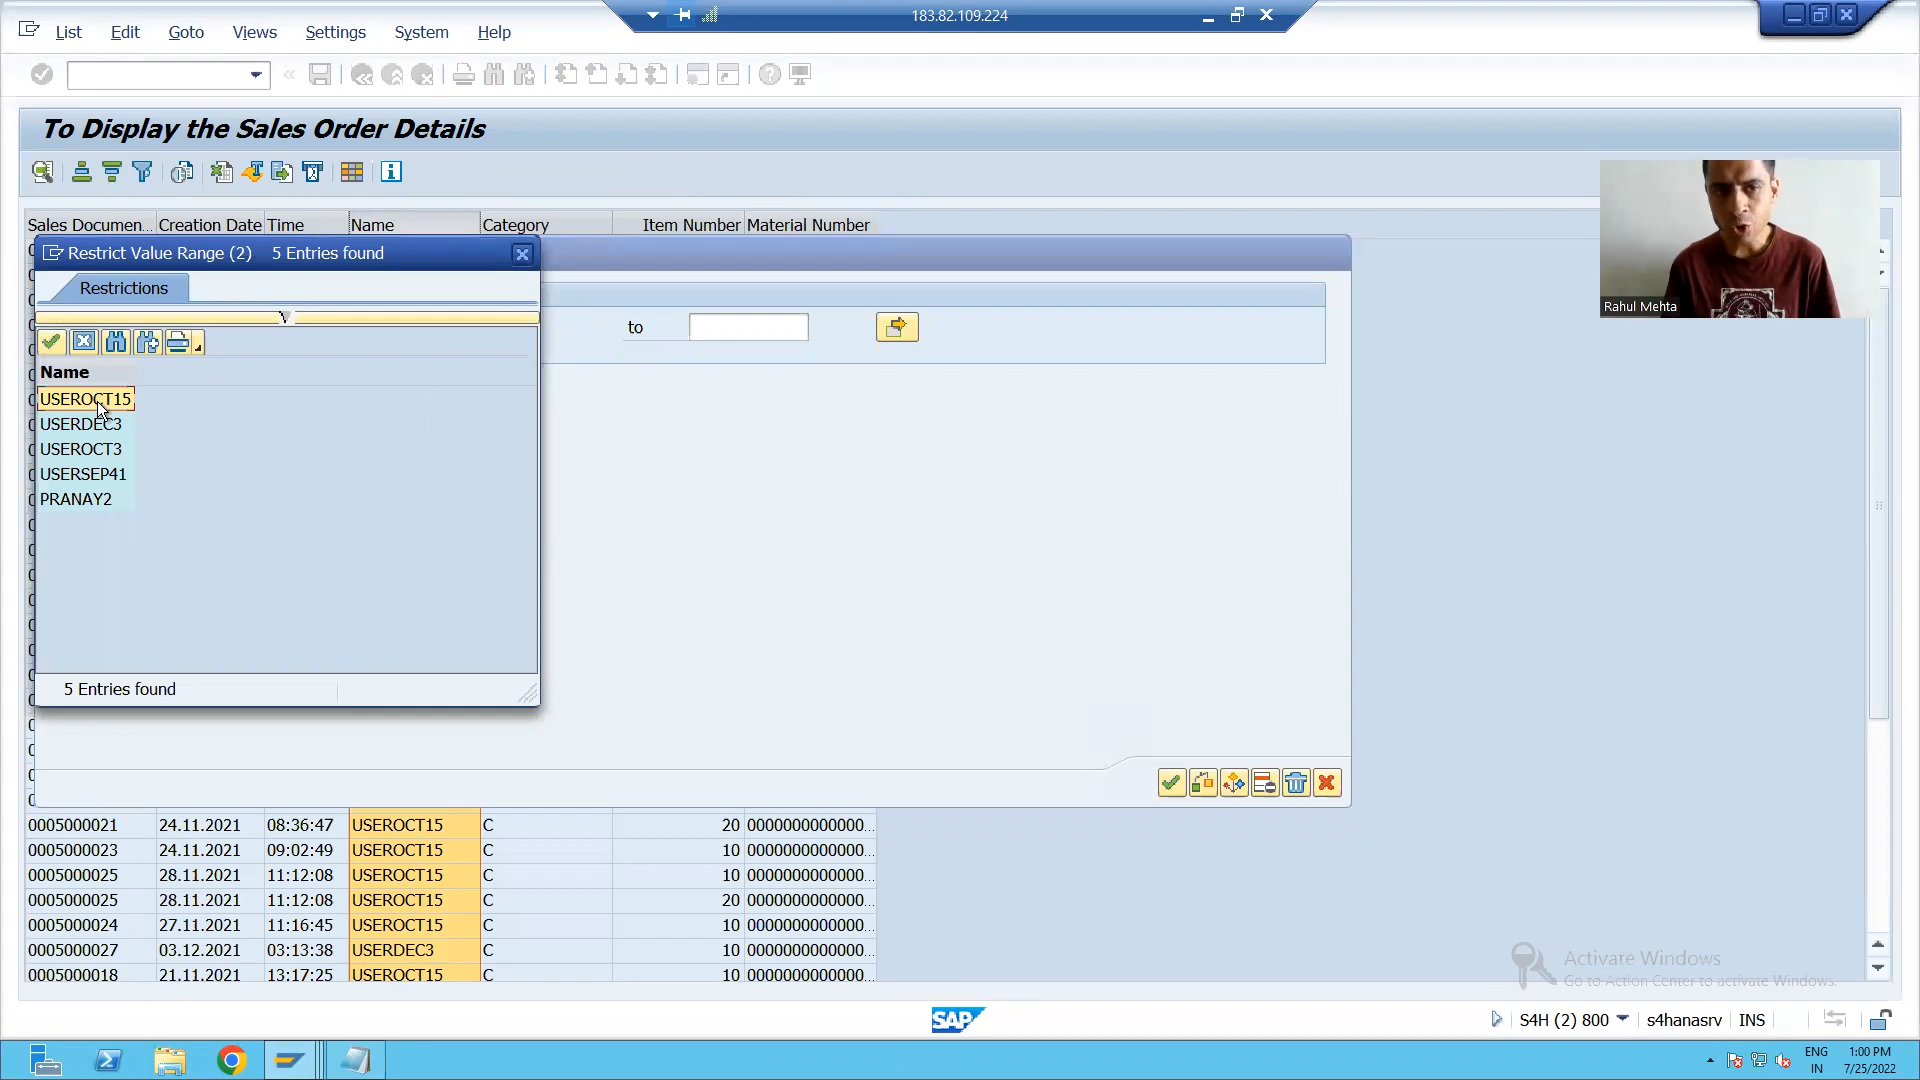 183.82.109.224
List Edit Goto Views Settings System Help
To Display the Sales Order Details
Rahul Mehta
Sales Documen... Creation Date Time Name Category Item Number Material Number
Restrict Value Range (2) 5 Entries found
Restrictions
to
Name
USEROCT15
USERDEC3
USEROCT3
USERSEP41
PRANAY2
5 Entries found
0005000021 24.11.2021 08:36:47 USEROCT15 C 20 0000000000000...
0005000023 24.11.2021 09:02:49 USEROCT15 C 10 0000000000000...
0005000025 28.11.2021 11:12:08 USEROCT15 C 10 0000000000000...
0005000025 28.11.2021 11:12:08 USEROCT15 C 20 0000000000000...
0005000024 27.11.2021 11:16:45 USEROCT15 C 10 0000000000000...
0005000027 03.12.2021 03:13:38 USERDEC3 C 10 0000000000000...
0005000018 21.11.2021 13:17:25 USEROCT15 C 10 0000000000000...
Activate Windows
Go to Action Center to activate Windows.
SAP
S4H (2) 800 s4hanasrv INS
ENG 1:00 PM
IN 7/25/2022